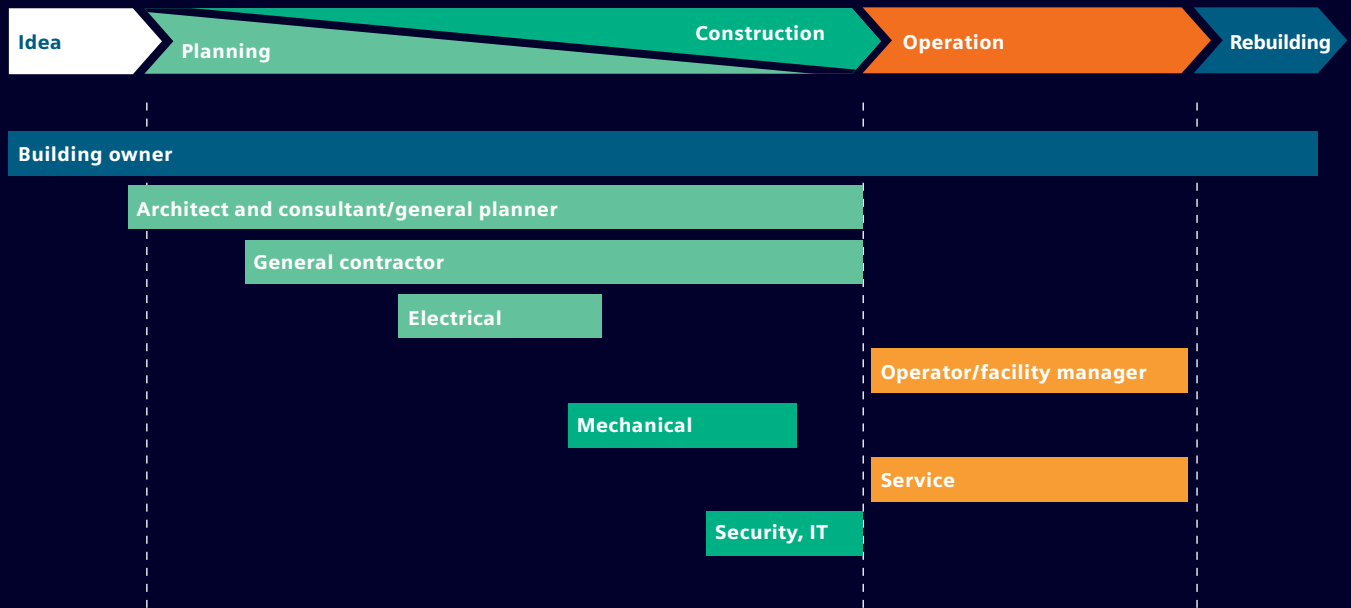 Idea
Planning
Construction
Operation
Rebuilding
Building owner
Architect and consultant/general planner
General contractor
Electrical
Operator/facility manager
Mechanical
Service
Security, IT